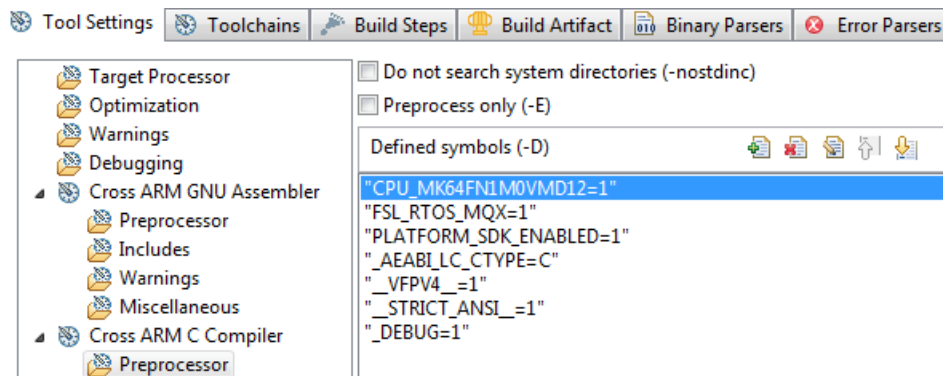 Tool Settings Toolchains Build Steps Build Artifact Binary Parsers Error Parsers
Target Processor
Optimization
Warnings
Debugging
Cross ARM GNU Assembler
Preprocessor
Includes
Warnings
Miscellaneous
Cross ARM C Compiler
Preprocessor
Do not search system directories (-nostdinc)
Preprocess only (-E)
Defined symbols (-D)
"CPU_MK64FN1M0VMD12=1"
"FSL_RTOS_MQX=1"
"PLATFORM_SDK_ENABLED=1"
"_AEABI_LC_CTYPE=C"
"__VFPV4__=1"
"__STRICT_ANSI__=1"
"_DEBUG=1"